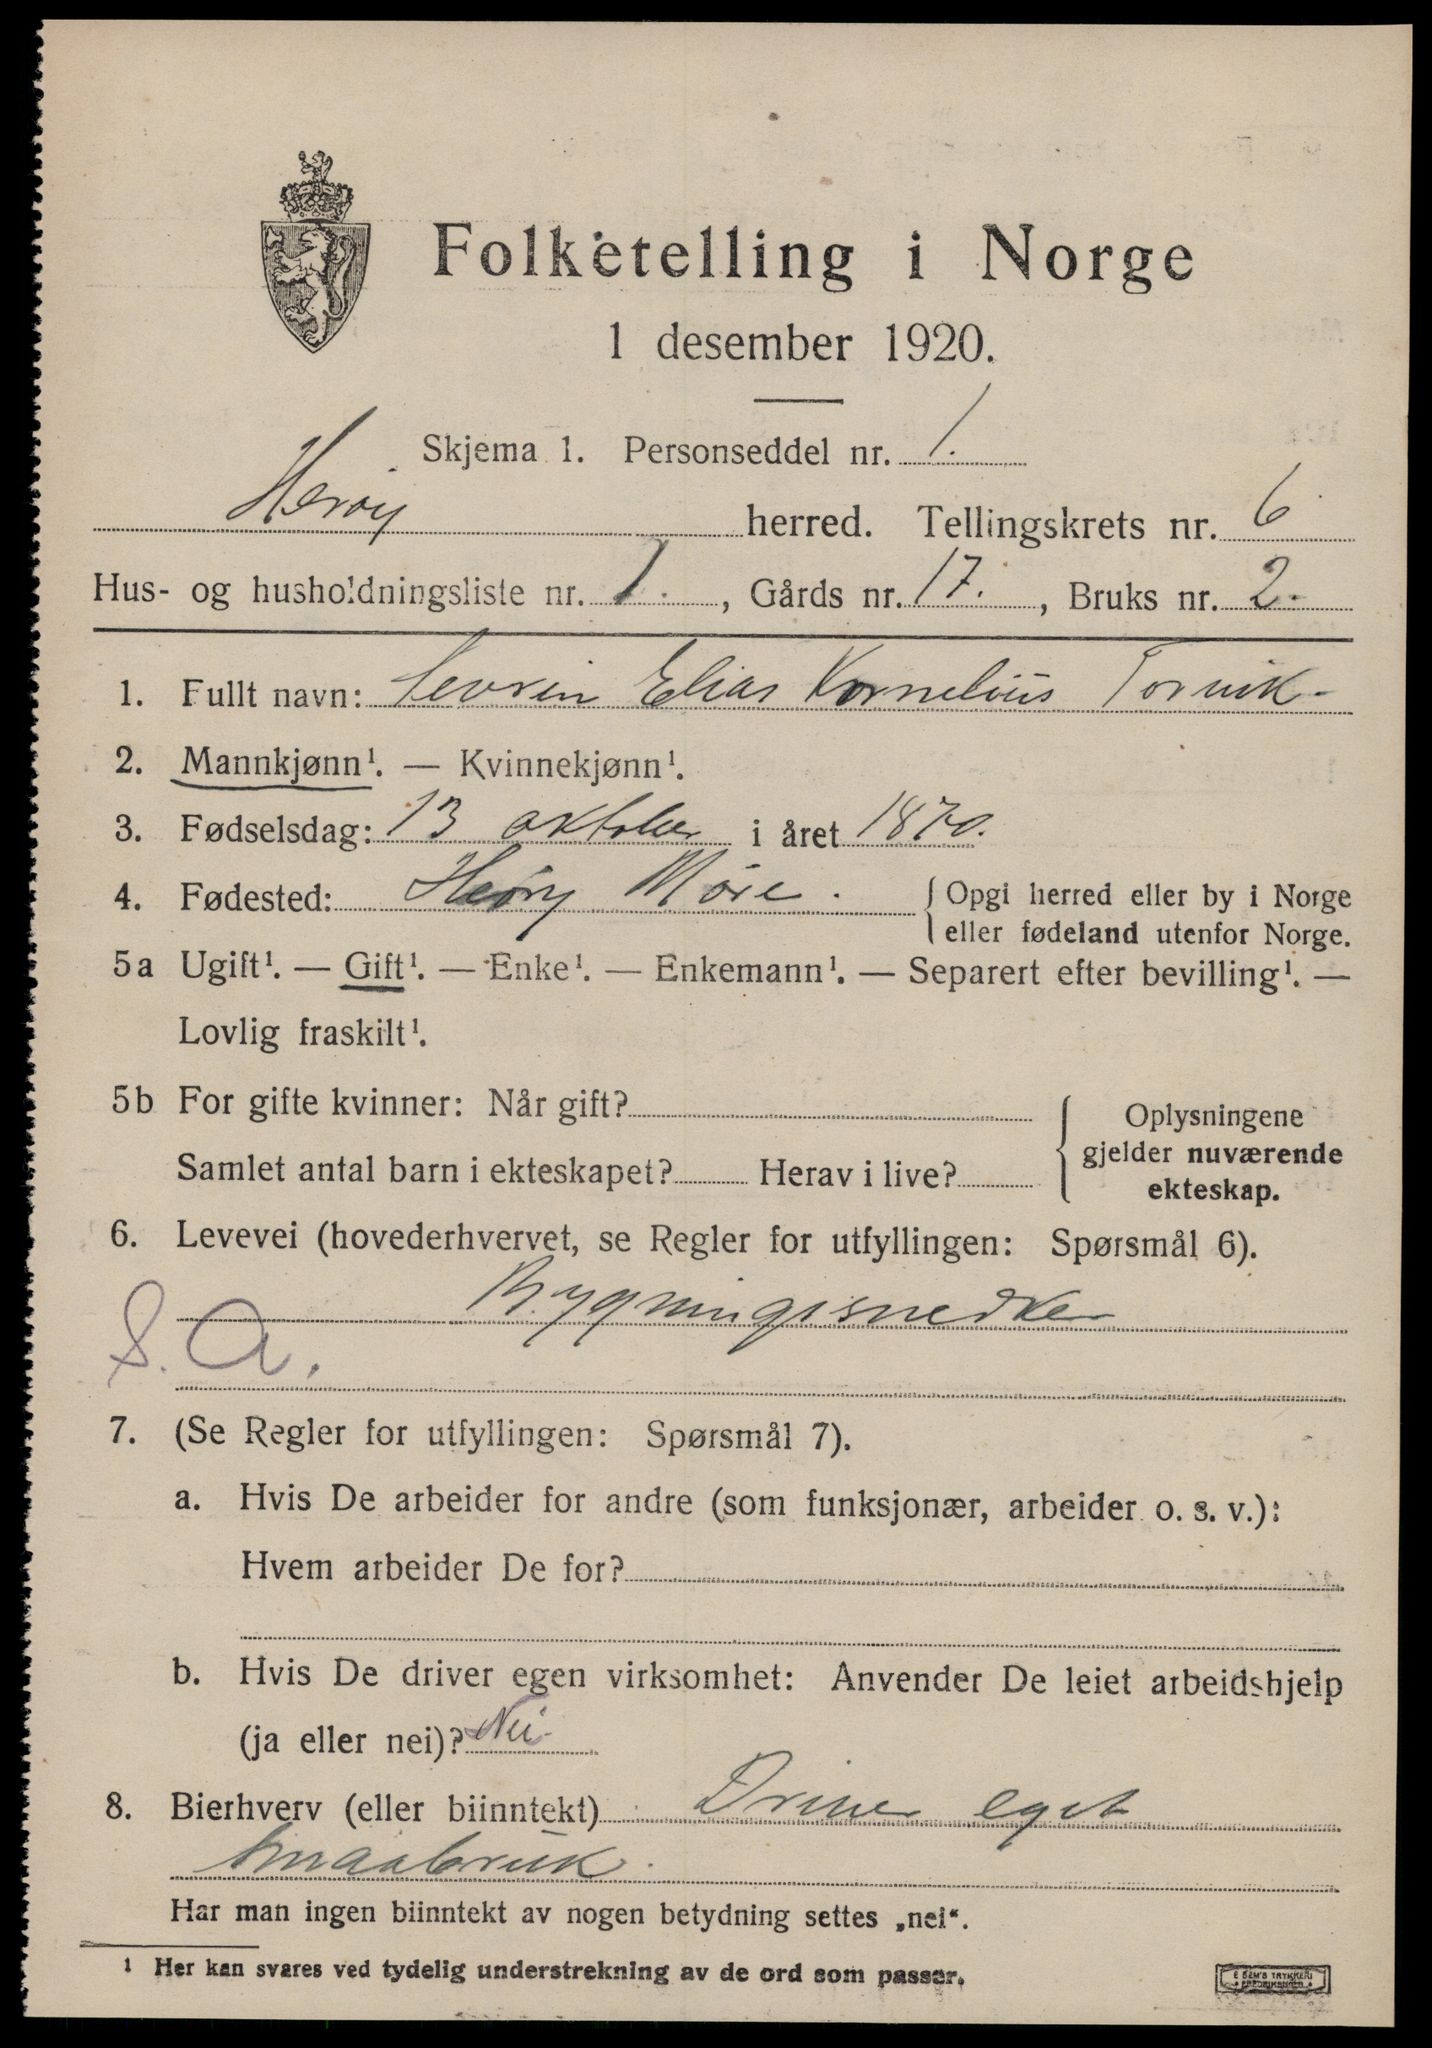 Folketelling i Norge
1 desember 1920.
Skjema 1. Personseddel nr. 1.
Herøy herred. Tellingskrets nr. 6
Hus- og husholdningsliste nr. 1. , Gårds nr. 17. , Bruks nr. 2.
1. Fullt navn: Sevrin Elias Kornelius Torvik
2. Mannkjønn¹. — Kvinnekjønn¹.
3. Fødselsdag: 13 oktober i året 1870.
4. Fødested: Herøy Møre. { Opgi herred eller by i Norge
eller fødeland utenfor Norge.
5a Ugift¹. — Gift¹. — Enke¹. — Enkemann¹. — Separert efter bevilling¹. —
Lovlig fraskilt¹.
5b For gifte kvinner: Når gift? { Oplysningene
gjelder nuværende
Samlet antal barn i ekteskapet? Herav i live?
ekteskap.
6. Levevei (hovederhvervet, se Regler for utfyllingen: Spørsmål 6).
Bygningssnedker
S. A.
7. (Se Regler for utfyllingen: Spørsmål 7).
a. Hvis De arbeider for andre (som funksjonær, arbeider o. s. v.):
Hvem arbeider De for?
b. Hvis De driver egen virksomhet: Anvender De leiet arbeidshjelp
(ja eller nei)? Nei
8. Bierhverv (eller biinntekt) Driver eget
Smaabruk.
Har man ingen biinntekt av nogen betydning settes „nei“.
¹ Her kan svares ved tydelig understrekning av de ord som passer.
E SEM'S TRYKKERI
FREDRIKSHALD